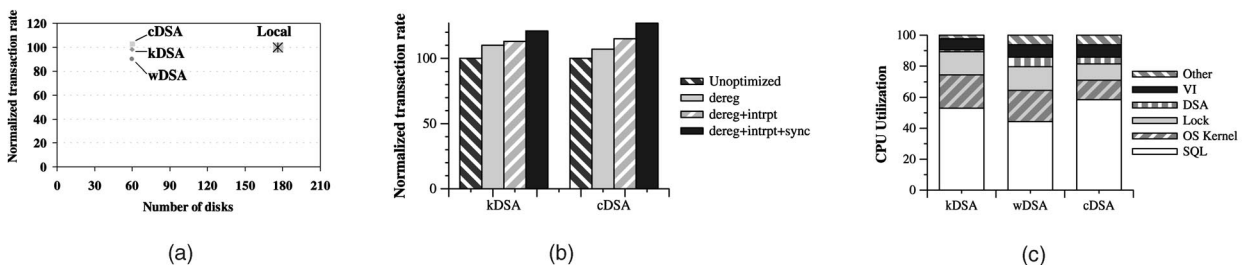 120
100
80
60
40
20
0
Normalized transaction rate
cDSA
kDSA
wDSA
Local
0 30 60 90 120 150 180 210
Number of disks
(a)
Normalized transaction rate
100
50
0
kDSA cDSA
Unoptimized
dereg
dereg+intrpt
dereg+intrpt+sync
(b)
CPU Utilization
100
80
60
40
20
0
kDSA wDSA cDSA
Other
VI
DSA
Lock
OS Kernel
SQL
(c)